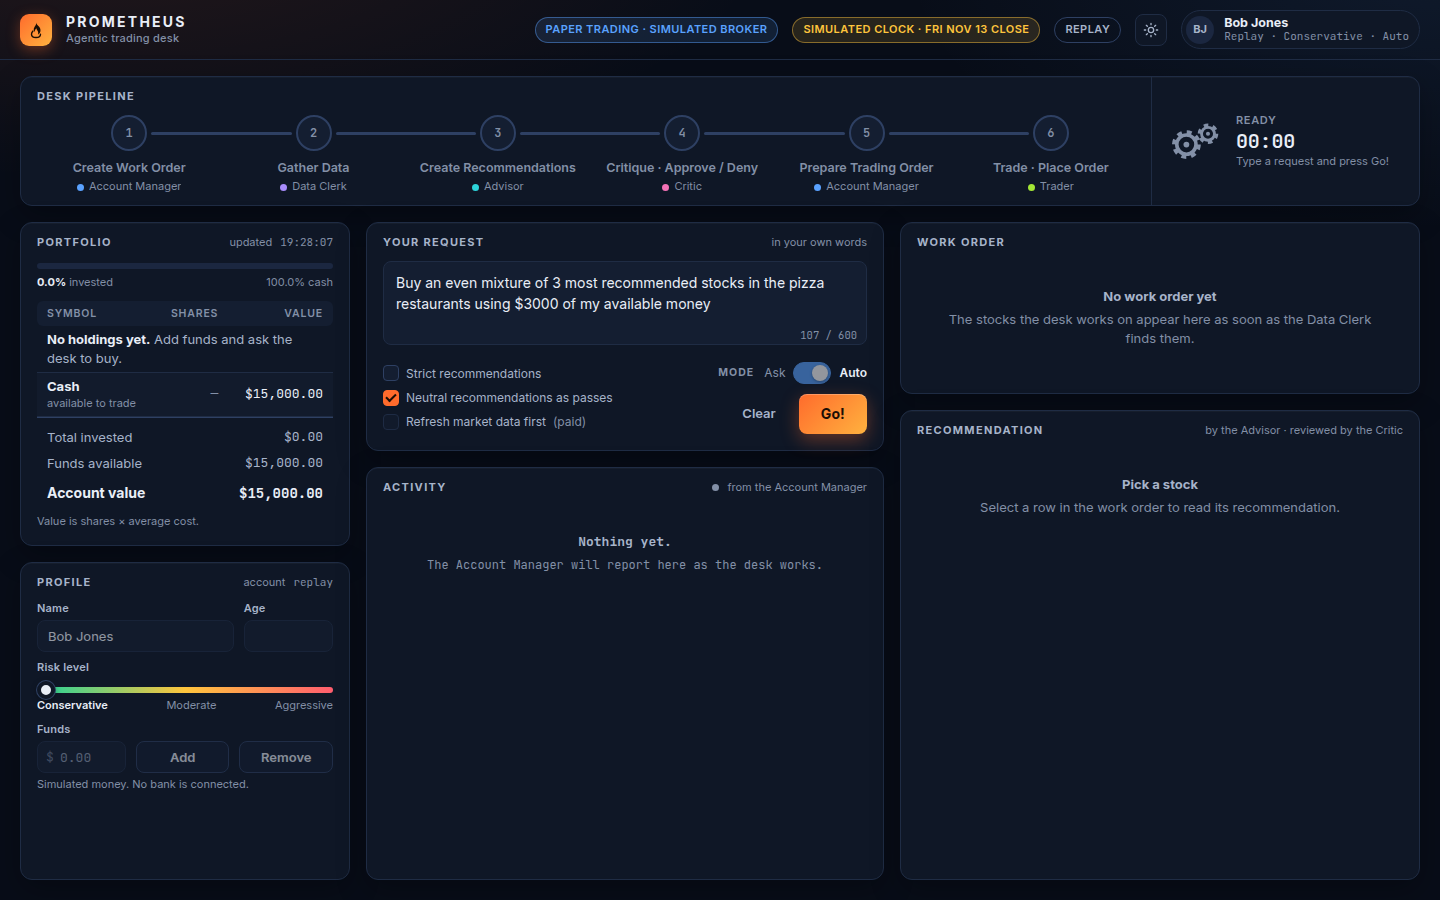 PROMETHEUS
Agentic trading desk
PAPER TRADING · SIMULATED BROKER
SIMULATED CLOCK · FRI NOV 13 CLOSE
REPLAY
BJ
Bob Jones
Replay · Conservative · Auto
DESK PIPELINE
1
2
3
4
5
6
Create Work Order
Gather Data
Create Recommendations
Critique · Approve / Deny
Prepare Trading Order
Trade · Place Order
Account Manager
Data Clerk
Advisor
Critic
Account Manager
Trader
READY
00:00
Type a request and press Go!
PORTFOLIO
updated 19:28:07
0.0% invested
100.0% cash
SYMBOL SHARES VALUE
No holdings yet. Add funds and ask the
desk to buy.
Cash
available to trade
— $15,000.00
Total invested $0.00
Funds available $15,000.00
Account value $15,000.00
Value is shares × average cost.
PROFILE
account replay
Name
Age
Bob Jones
Risk level
Conservative Moderate Aggressive
Funds
$ 0.00
Add
Remove
Simulated money. No bank is connected.
YOUR REQUEST
in your own words
Buy an even mixture of 3 most recommended stocks in the pizza
restaurants using $3000 of my available money
107 / 600
Strict recommendations
Neutral recommendations as passes
Refresh market data first (paid)
MODE Ask Auto
Clear
Go!
ACTIVITY
from the Account Manager
Nothing yet.
The Account Manager will report here as the desk works.
WORK ORDER
No work order yet
The stocks the desk works on appear here as soon as the Data Clerk
finds them.
RECOMMENDATION
by the Advisor · reviewed by the Critic
Pick a stock
Select a row in the work order to read its recommendation.